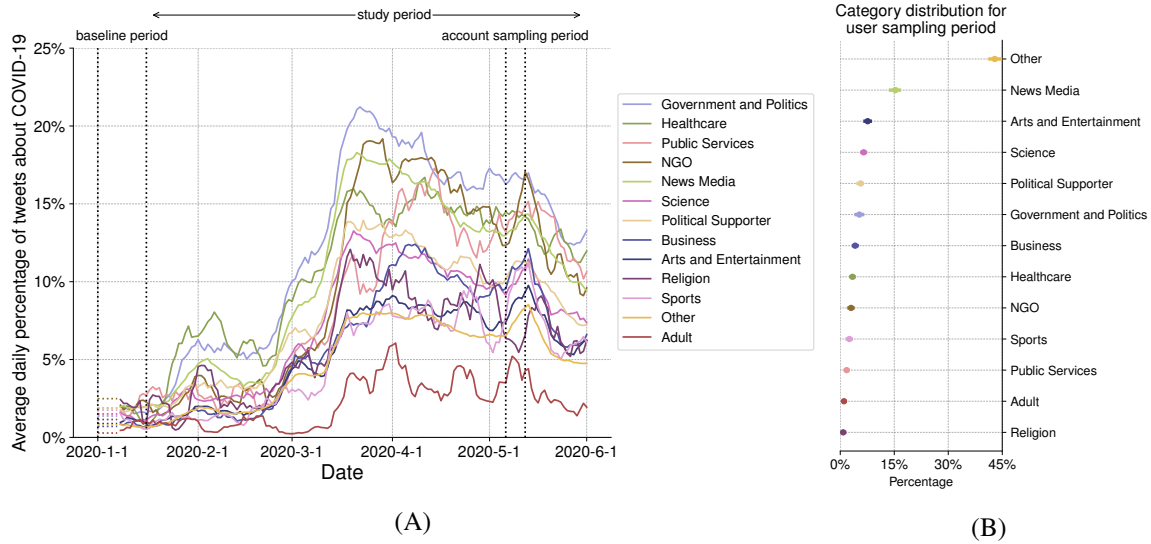 study period
baseline period
account sampling period
Average daily percentage of tweets about COVID-19
25%
20%
15%
10%
5%
0%
2020-1-1
2020-2-1
2020-3-1
2020-4-1
2020-5-1
2020-6-1
Date
Government and Politics
Healthcare
Public Services
NGO
News Media
Science
Political Supporter
Business
Arts and Entertainment
Religion
Sports
Other
Adult
(A)
Category distribution for
user sampling period
Other
News Media
Arts and Entertainment
Science
Political Supporter
Government and Politics
Business
Healthcare
NGO
Sports
Public Services
Adult
Religion
0%
15%
30%
45%
Percentage
(B)